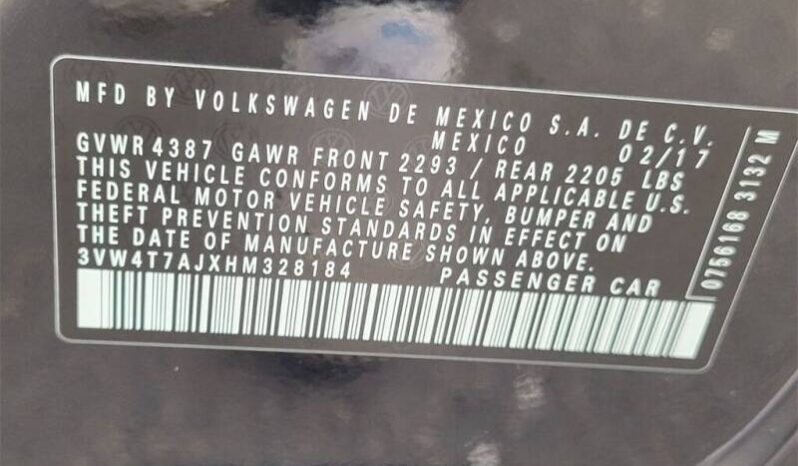 MFD BY VOLKSWAGEN DE MEXICO S.A. DE C.V.
MEXICO 02/17
GVWR 4387 GAWR FRONT 2293 / REAR 2205 LBS
THIS VEHICLE CONFORMS TO ALL APPLICABLE U.S.
FEDERAL MOTOR VEHICLE SAFETY, BUMPER AND
THEFT PREVENTION STANDARDS IN EFFECT ON
THE DATE OF MANUFACTURE SHOWN ABOVE.
3VW4T7AJXHM328184 PASSENGER CAR
0756168 3132 M